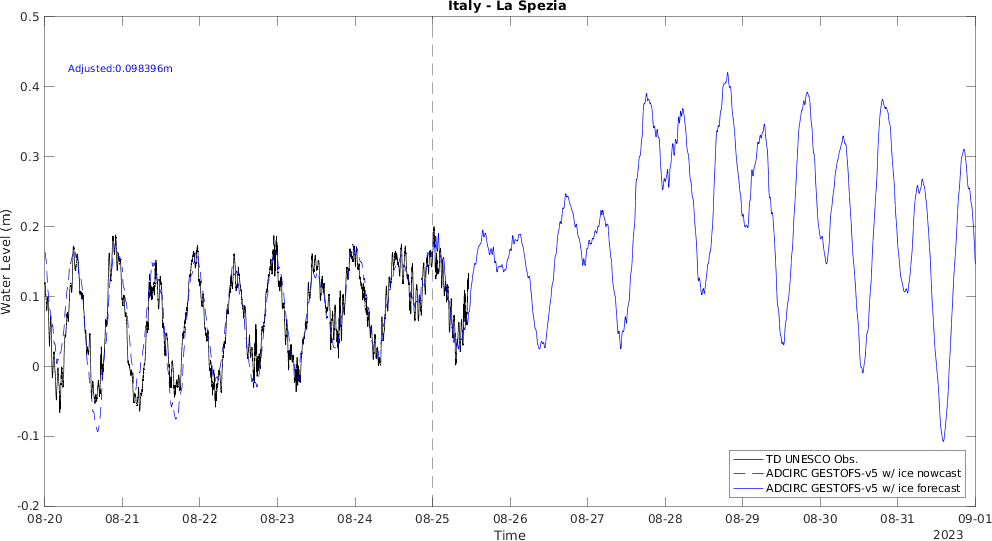 Italy - La Spezia
Adjusted:0.098396m
Water Level (m)
0.5
0.4
0.3
0.2
0.1
0
-0.1
-0.2
TD UNESCO Obs.
ADCIRC GESTOFS-v5 w/ ice nowcast
ADCIRC GESTOFS-v5 w/ ice forecast
08-20 08-21 08-22 08-23 08-24 08-25 08-26 08-27 08-28 08-29 08-30 08-31 09-01
Time
2023